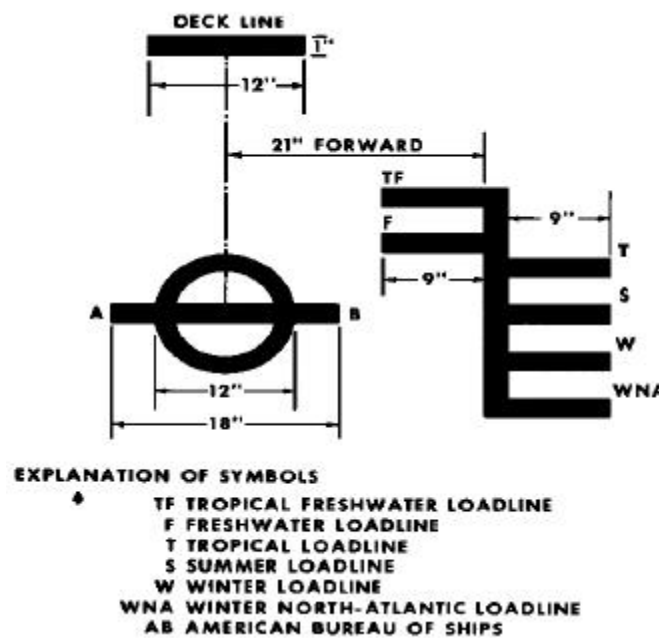 DECK LINE
1"
12"
21" FORWARD
TF
9"
F
T
9"
S
A B
W
12"
WNA
18"
EXPLANATION OF SYMBOLS
TF TROPICAL FRESHWATER LOADLINE
F FRESHWATER LOADLINE
T TROPICAL LOADLINE
S SUMMER LOADLINE
W WINTER LOADLINE
WNA WINTER NORTH-ATLANTIC LOADLINE
AB AMERICAN BUREAU OF SHIPS